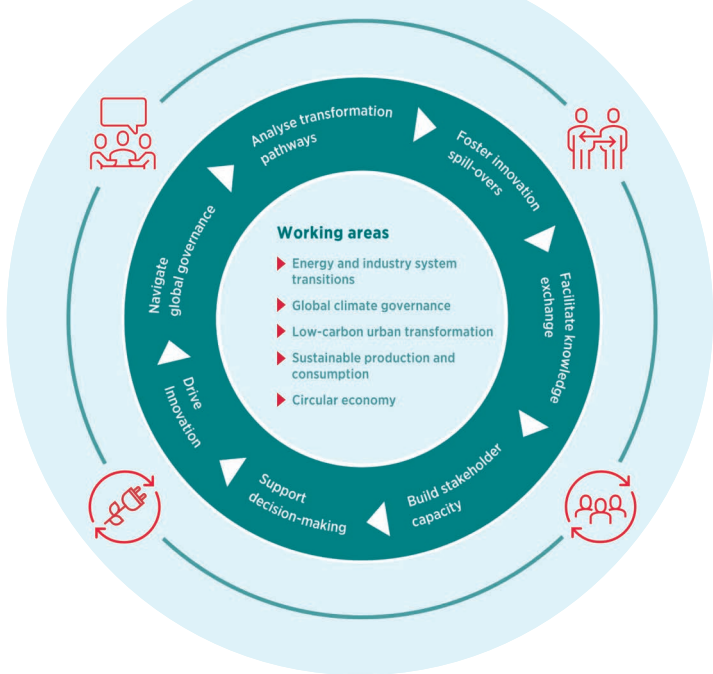 Analyse transformation
pathways
Foster innovation
spill-overs
Facilitate knowledge
exchange
Build stakeholder
capacity
Support
decision-making
Drive
Innovation
Navigate
global governance
Working areas
Energy and industry system
transitions
Global climate governance
Low-carbon urban transformation
Sustainable production and
consumption
Circular economy